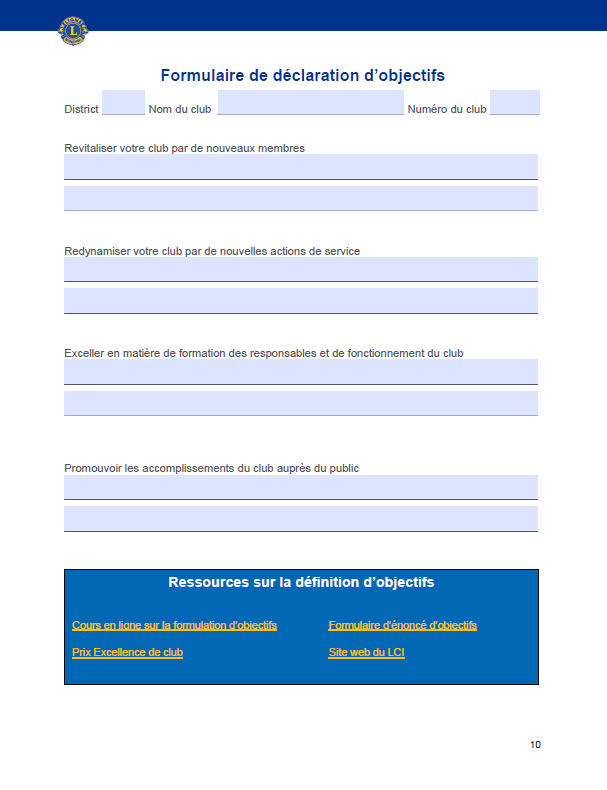 L
Formulaire de déclaration d'objectifs
District Nom du club Numéro du club
Revitaliser votre club par de nouveaux membres
Redynamiser votre club par de nouvelles actions de service
Exceller en matière de formation des responsables et de fonctionnement du club
Promouvoir les accomplissements du club auprès du public
Ressources sur la définition d'objectifs
Cours en ligne sur la formulation d'objectifs Formulaire d'énoncé d'objectifs
Prix Excellence de club Site web du LCI
10